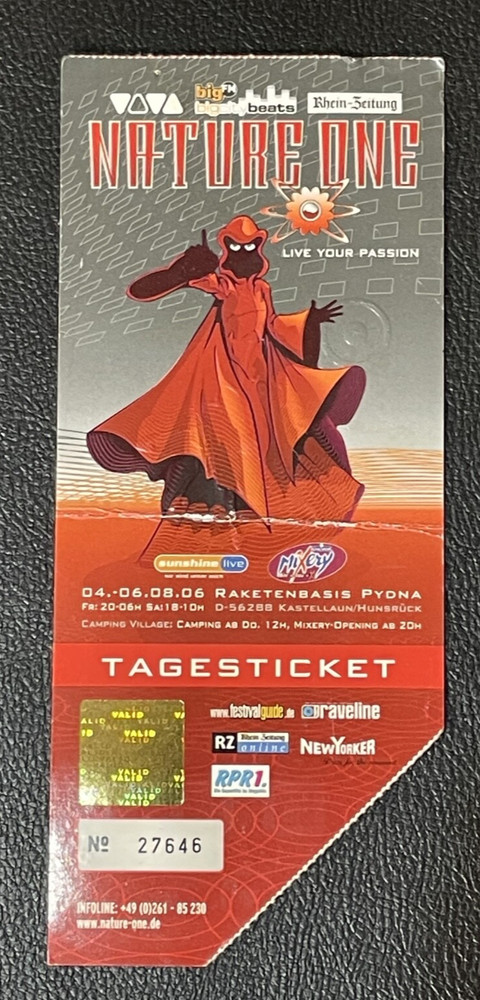 VIVA bigFM Rhein-Zeitung
bigcitybeats
NATURE ONE
LIVE YOUR PASSION
sunshine live MiXery
04.-06.08.06 RAKETENBASIS PYDNA
FR: 20-06H SA:18-10H D-56288 KASTELLAUN/HUNSRÜCK
CAMPING VILLAGE: CAMPING AB DO. 12H, MIXERY-OPENING AB 20H
TAGESTICKET
www.festivalguide.de raveline
VALID VALID
VALID VALID
RZ Rhein-Zeitung online NEWYORKER
RPR1.
Nº 27646
INFOLINE: +49 (0)261 - 85 230
www.nature-one.de